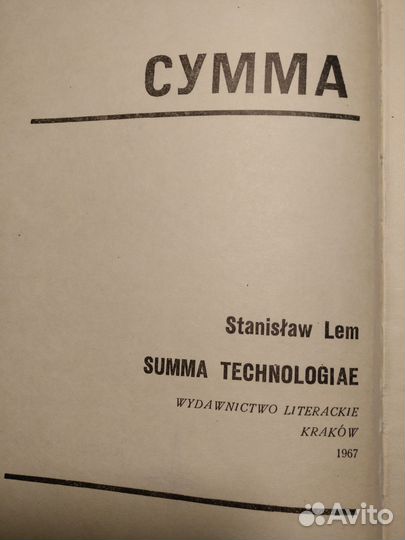 СУММА
Stanisław Lem
SUMMA TECHNOLOGIAE
WYDAWNICTWO LITERACKIE
KRAKÓW
1967
Avito